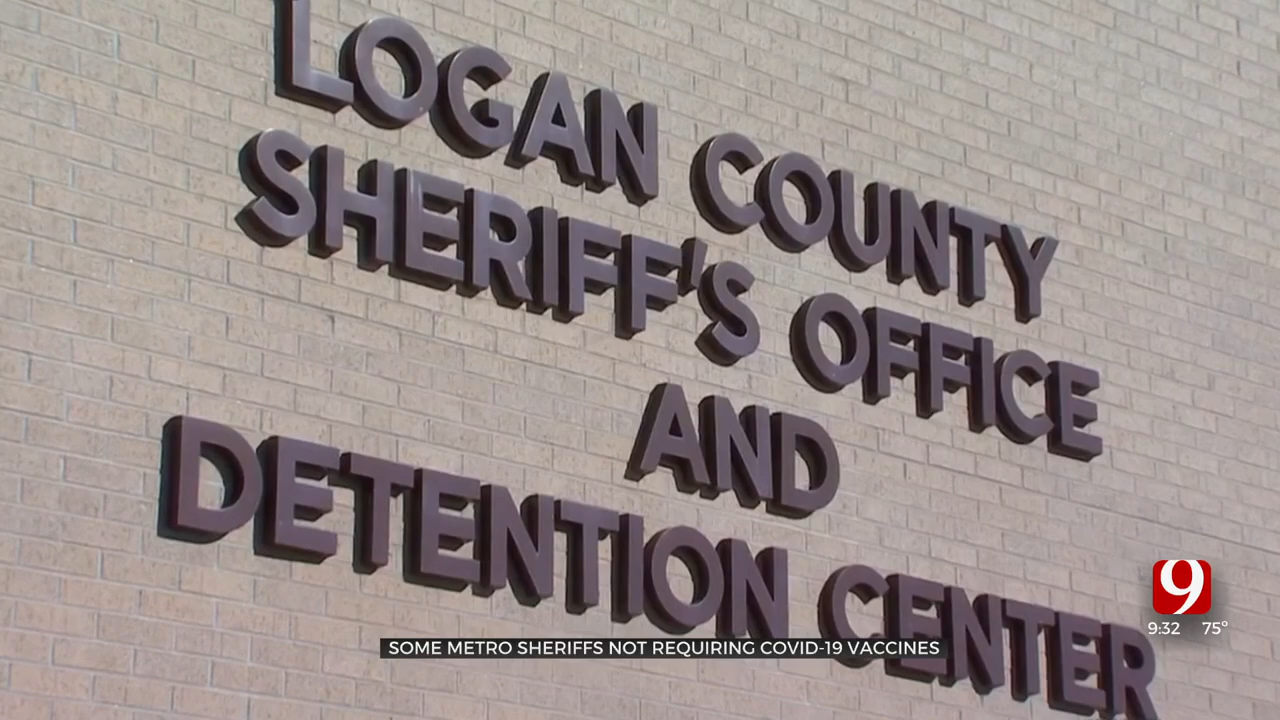 LOGAN COUNTY
SHERIFF'S OFFICE
AND
DETENTION CENTER
SOME METRO SHERIFFS NOT REQUIRING COVID-19 VACCINES
9
9:32 75°